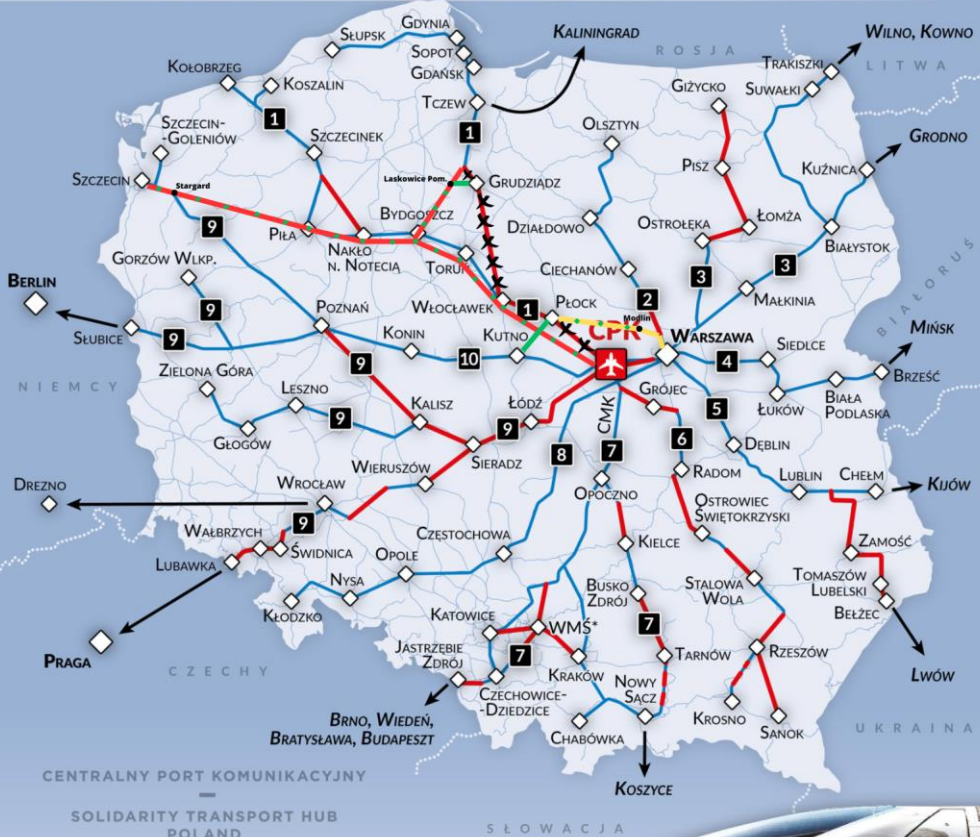 GDYNIA
SŁUPSK
SOPOT
GDAŃSK
KALININGRAD
ROSJA
WILNO, KOWNO
KOŁOBRZEG
KOSZALIN
TCZEW
TRAKISZKI
LITWA
SUWAŁKI
GIŻYCKO
1
1
SZCZECIN-
-GOLENIÓW
SZCZECINEK
OLSZTYN
GRODNO
SZCZECIN
Stargard
Laskowice Pom.
GRUDZIĄDZ
PISZ
KUŹNICA
9
PIŁA
BYDGOSZCZ
DZIAŁDOWO
OSTROŁĘKA
ŁOMŻA
BIAŁYSTOK
NAKŁO
N. NOTECIĄ
TORUŃ
GORZÓW WLKP.
CIECHANÓW
3
3
BIAŁORUŚ
BERLIN
WŁOCŁAWEK
1
PŁOCK
2
MAŁKINIA
9
POZNAŃ
Modlin
CPK
WARSZAWA
MIŃSK
SŁUBICE
9
KONIN
KUTNO
10
SIEDLCE
4
BRZEŚĆ
NIEMCY
ZIELONA GÓRA
9
LESZNO
GRÓJEC
ŁUKÓW
BIAŁA
PODLASKA
KALISZ
ŁÓDŹ
CMK
5
9
GŁOGÓW
9
6
DĘBLIN
SIERADZ
8
7
WIERUSZÓW
RADOM
LUBLIN
CHEŁM
KIJÓW
DREZNO
WROCŁAW
OPOCZNO
OSTROWIEC
ŚWIĘTOKRZYSKI
9
WAŁBRZYCH
CZĘSTOCHOWA
KIELCE
ZAMOŚĆ
LUBAWKA
ŚWIDNICA
OPOLE
NYSA
BUSKO
ZDRÓJ
STALOWA
WOLA
TOMASZÓW
LUBELSKI
KŁODZKO
KATOWICE
WMŚ*
7
BEŁŻEC
PRAGA
JASTRZĘBIE
ZDRÓJ
7
TARNÓW
RZESZÓW
CZECHY
KRAKÓW
LWÓW
CZECHOWICE-
-DZIEDZICE
NOWY
SĄCZ
KROSNO
SANOK
BRNO, WIEDEŃ,
BRATYSŁAWA, BUDAPESZT
CHABÓWKA
UKRAINA
CENTRALNY PORT KOMUNIKACYJNY
KOSZYCE
SOLIDARITY TRANSPORT HUB
POLAND
SŁOWACJA